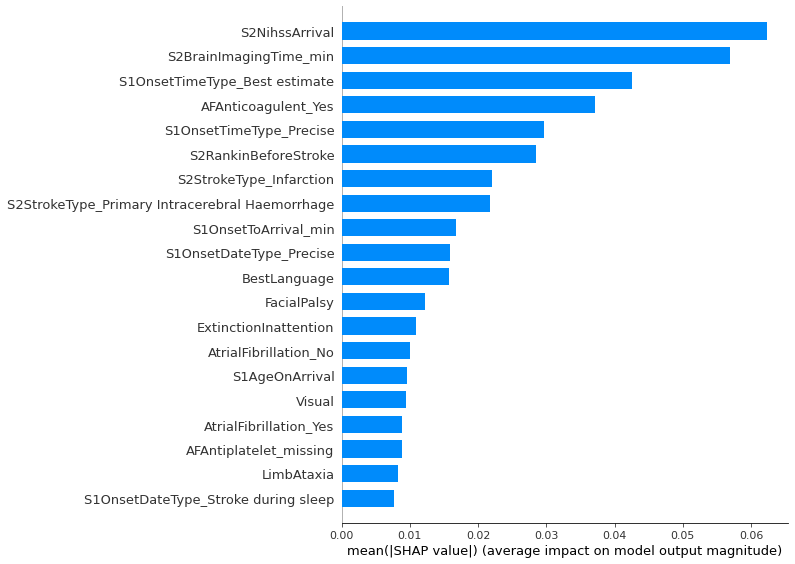 S2NihssArrival
S2BrainImagingTime_min
S1OnsetTimeType_Best estimate
AFAnticoagulent_Yes
S1OnsetTimeType_Precise
S2RankinBeforeStroke
S2StrokeType_Infarction
S2StrokeType_Primary Intracerebral Haemorrhage
S1OnsetToArrival_min
S1OnsetDateType_Precise
BestLanguage
FacialPalsy
ExtinctionInattention
AtrialFibrillation_No
S1AgeOnArrival
Visual
AtrialFibrillation_Yes
AFAntiplatelet_missing
LimbAtaxia
S1OnsetDateType_Stroke during sleep
0.00 0.01 0.02 0.03 0.04 0.05 0.06
mean(|SHAP value|) (average impact on model output magnitude)